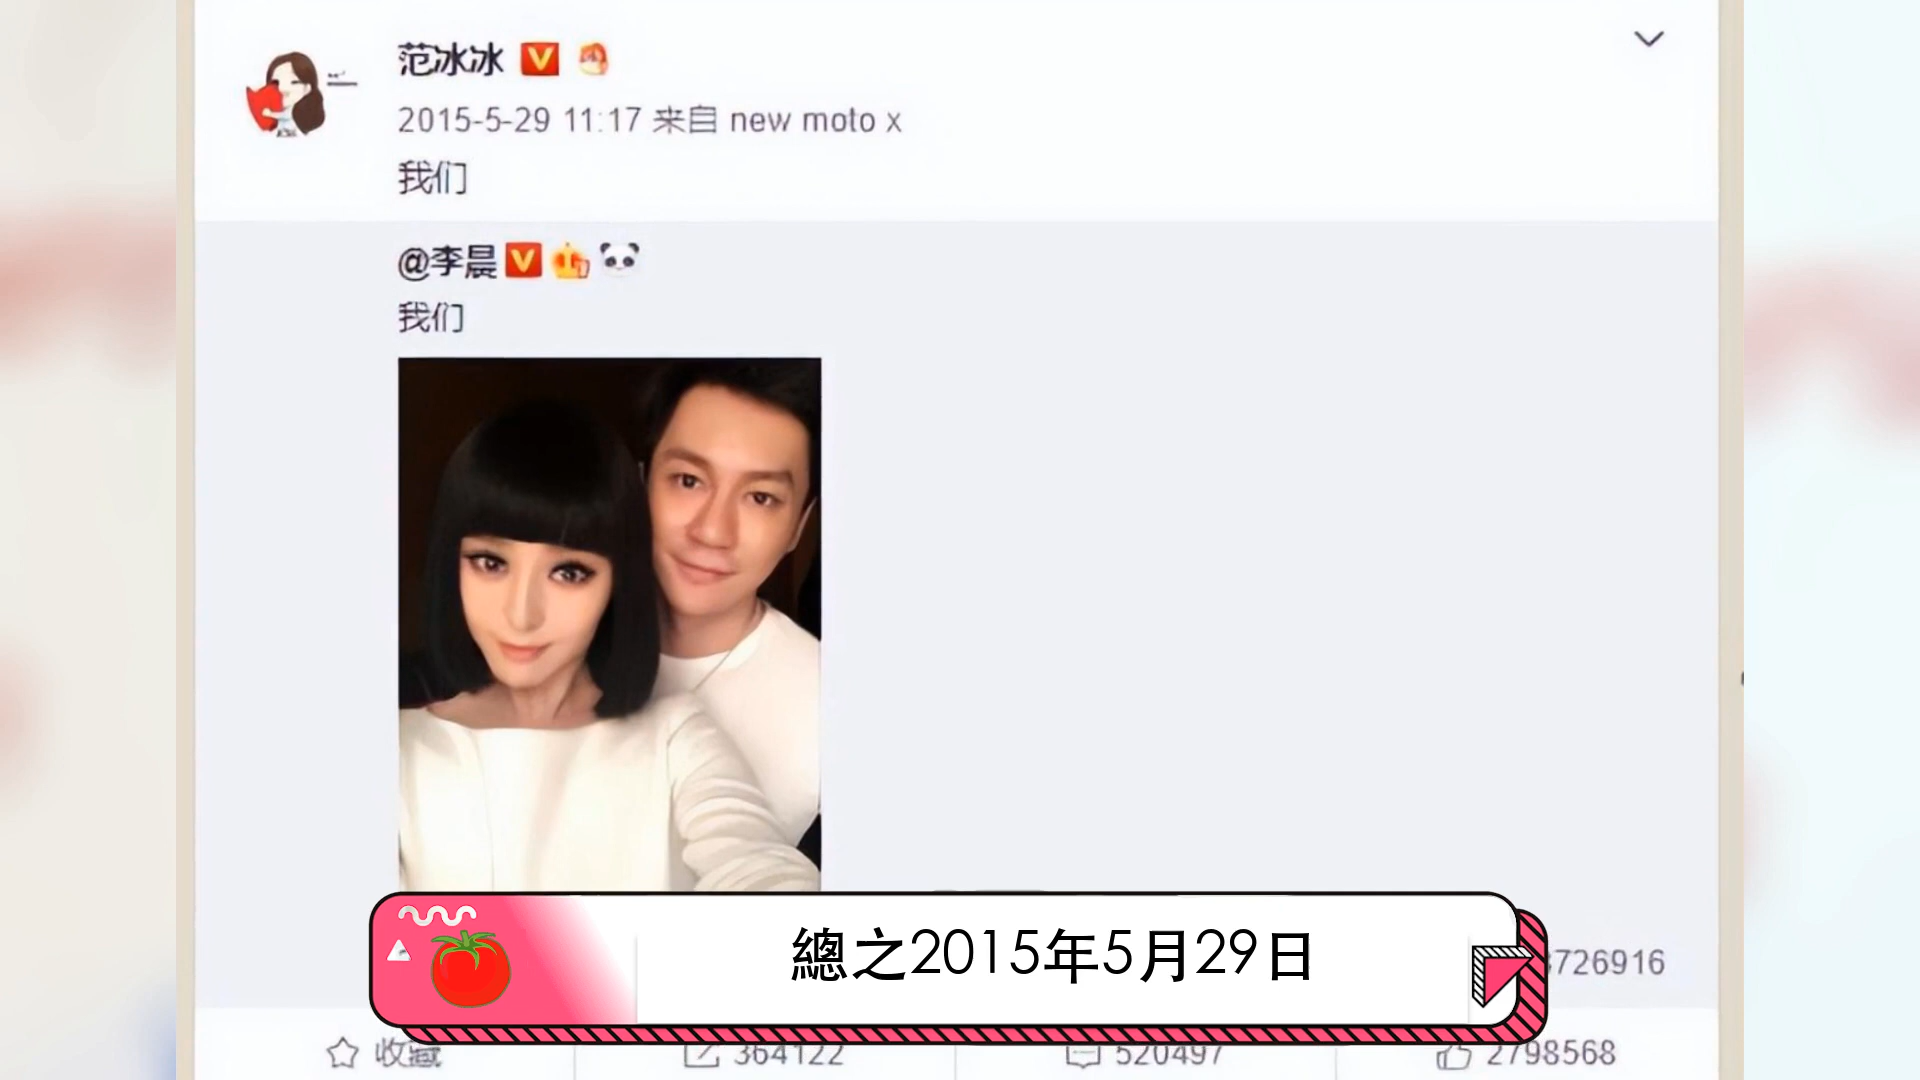 范冰冰
2015-5-29 11:17 来自 new moto x
我们
@李晨
我们
總之2015年5月29日
3726916
收藏
364122
520497
2798568